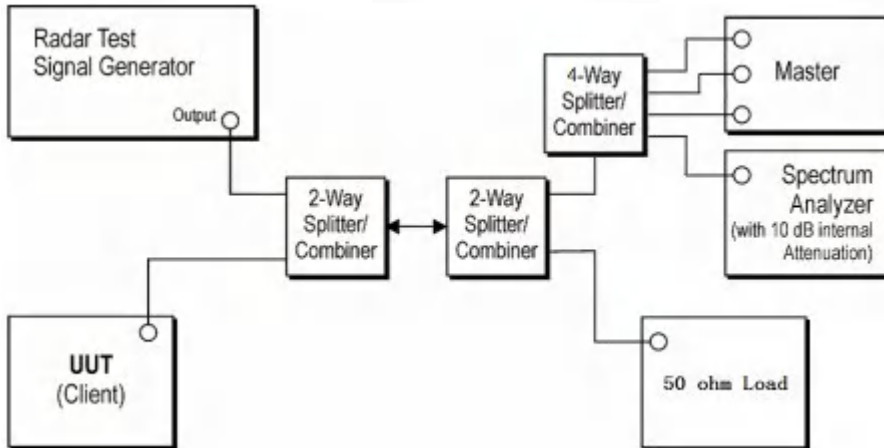 Radar Test
Signal Generator
Output
4-Way
Splitter/
Combiner
Master
Spectrum
Analyzer
(with 10 dB internal
Attenuation)
2-Way
Splitter/
Combiner
2-Way
Splitter/
Combiner
UUT
(Client)
50 ohm Load